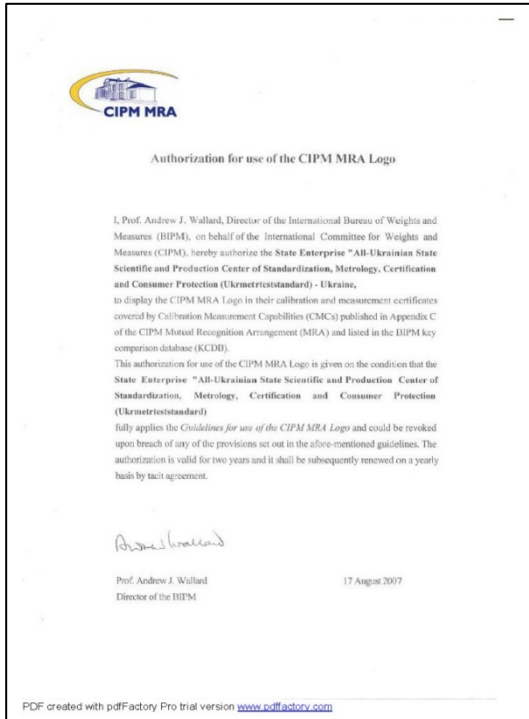 CIPM MRA
Authorization for use of the CIPM MRA Logo
I, Prof. Andrew J. Wallard, Director of the International Bureau of Weights and
Measures (BIPM), on behalf of the International Committee for Weights and
Measures (CIPM), hereby authorize the State Enterprise "All-Ukrainian State
Scientific and Production Center of Standardization, Metrology, Certification
and Consumer Protection (Ukrmetrteststandard) - Ukraine,
to display the CIPM MRA Logo in their calibration and measurement certificates
covered by Calibration Measurement Capabilities (CMCs) published in Appendix C
of the CIPM Mutual Recognition Arrangement (MRA) and listed in the BIPM key
comparison database (KCDB).
This authorization for use of the CIPM MRA Logo is given on the condition that the
State Enterprise "All-Ukrainian State Scientific and Production Center of
Standardization, Metrology, Certification and Consumer Protection
(Ukrmetrteststandard)
fully applies the Guidelines for use of the CIPM MRA Logo and could be revoked
upon breach of any of the provisions set out in the afore-mentioned guidelines. The
authorization is valid for two years and it shall be subsequently renewed on a yearly
basis by tacit agreement.
Andrew J Wallard
Prof. Andrew J. Wallard 17 August 2007
Director of the BIPM
PDF created with pdfFactory Pro trial version www.pdffactory.com